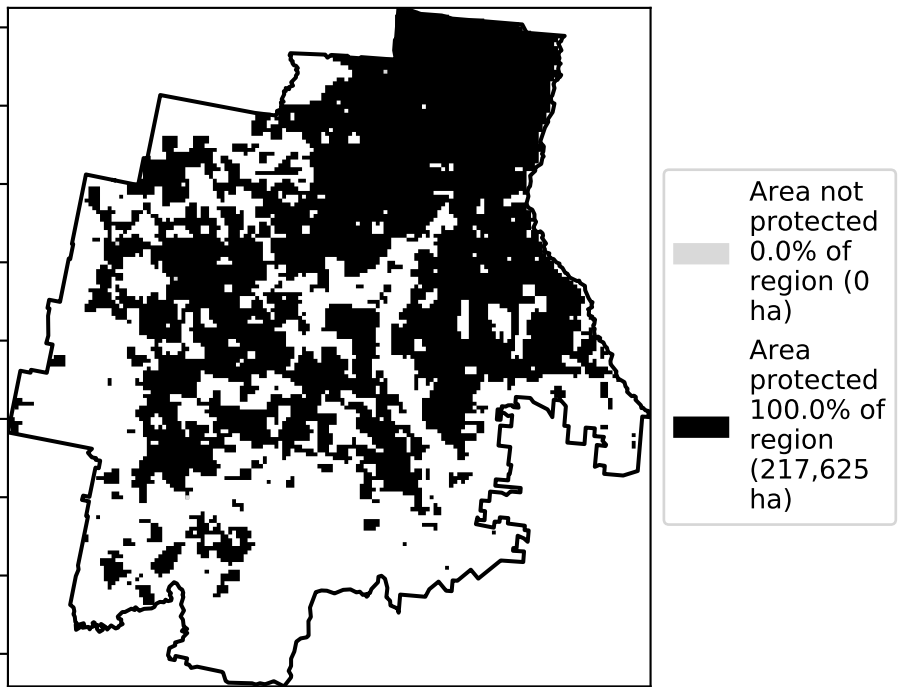 Area not
protected
0.0% of
region (0
ha)
Area
protected
100.0% of
region
(217,625
ha)